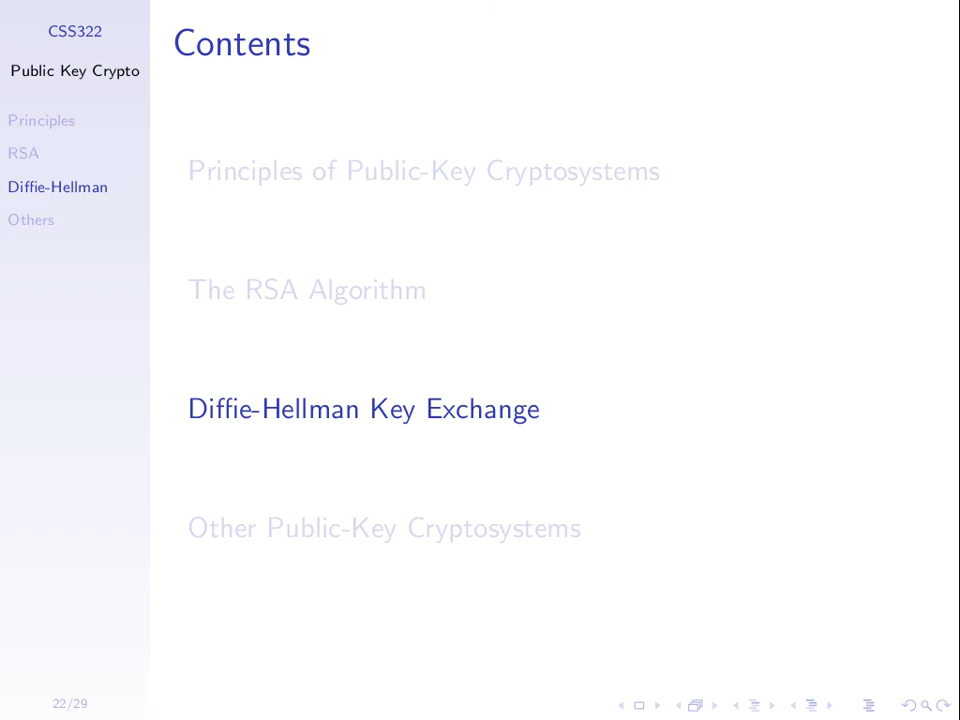 CSS322
Public Key Crypto
Principles
RSA
Diffie-Hellman
Others
Contents
Principles of Public-Key Cryptosystems
The RSA Algorithm
Diffie-Hellman Key Exchange
Other Public-Key Cryptosystems
22/29